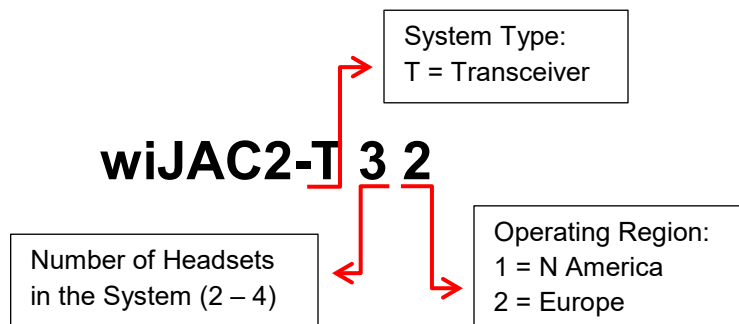 System Type:
T = Transceiver
wiJAC2-T 3 2
Number of Headsets
in the System (2 – 4)
Operating Region:
1 = N America
2 = Europe